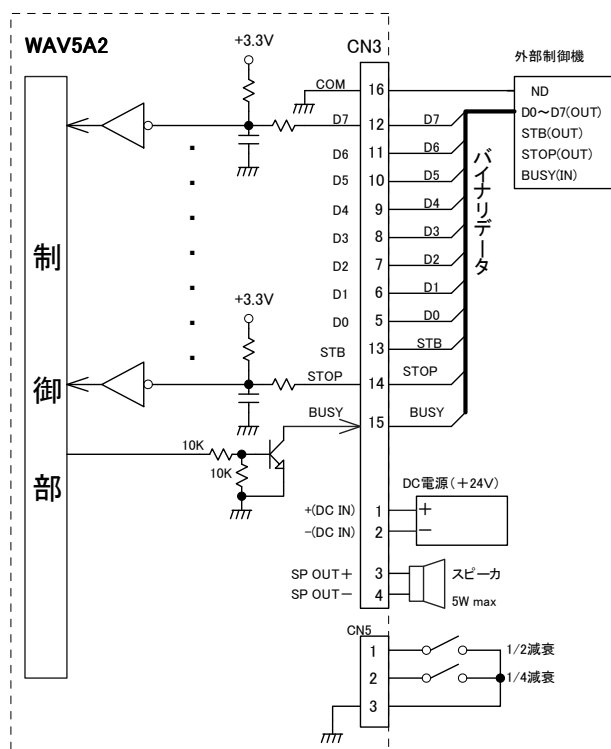 WAV5A2
+3.3V
CN3
外部制御機
COM
16
ND
D7
12
D7
D0～D7(OUT)
D6
11
D6
STB(OUT)
D5
10
D5
STOP(OUT)
D4
9
D4
BUSY(IN)
D3
8
D3
D2
7
D2
D1
6
D1
D0
5
D0
STB
13
STB
STOP
14
STOP
BUSY
15
BUSY
バイナリデータ
+3.3V
制御部
10K
10K
DC電源(＋24V)
+(DC IN)
1
+
-(DC IN)
2
−
SP OUT＋
3
スピーカ
SP OUT−
4
5W max
CN5
1
1/2減衰
2
1/4減衰
3